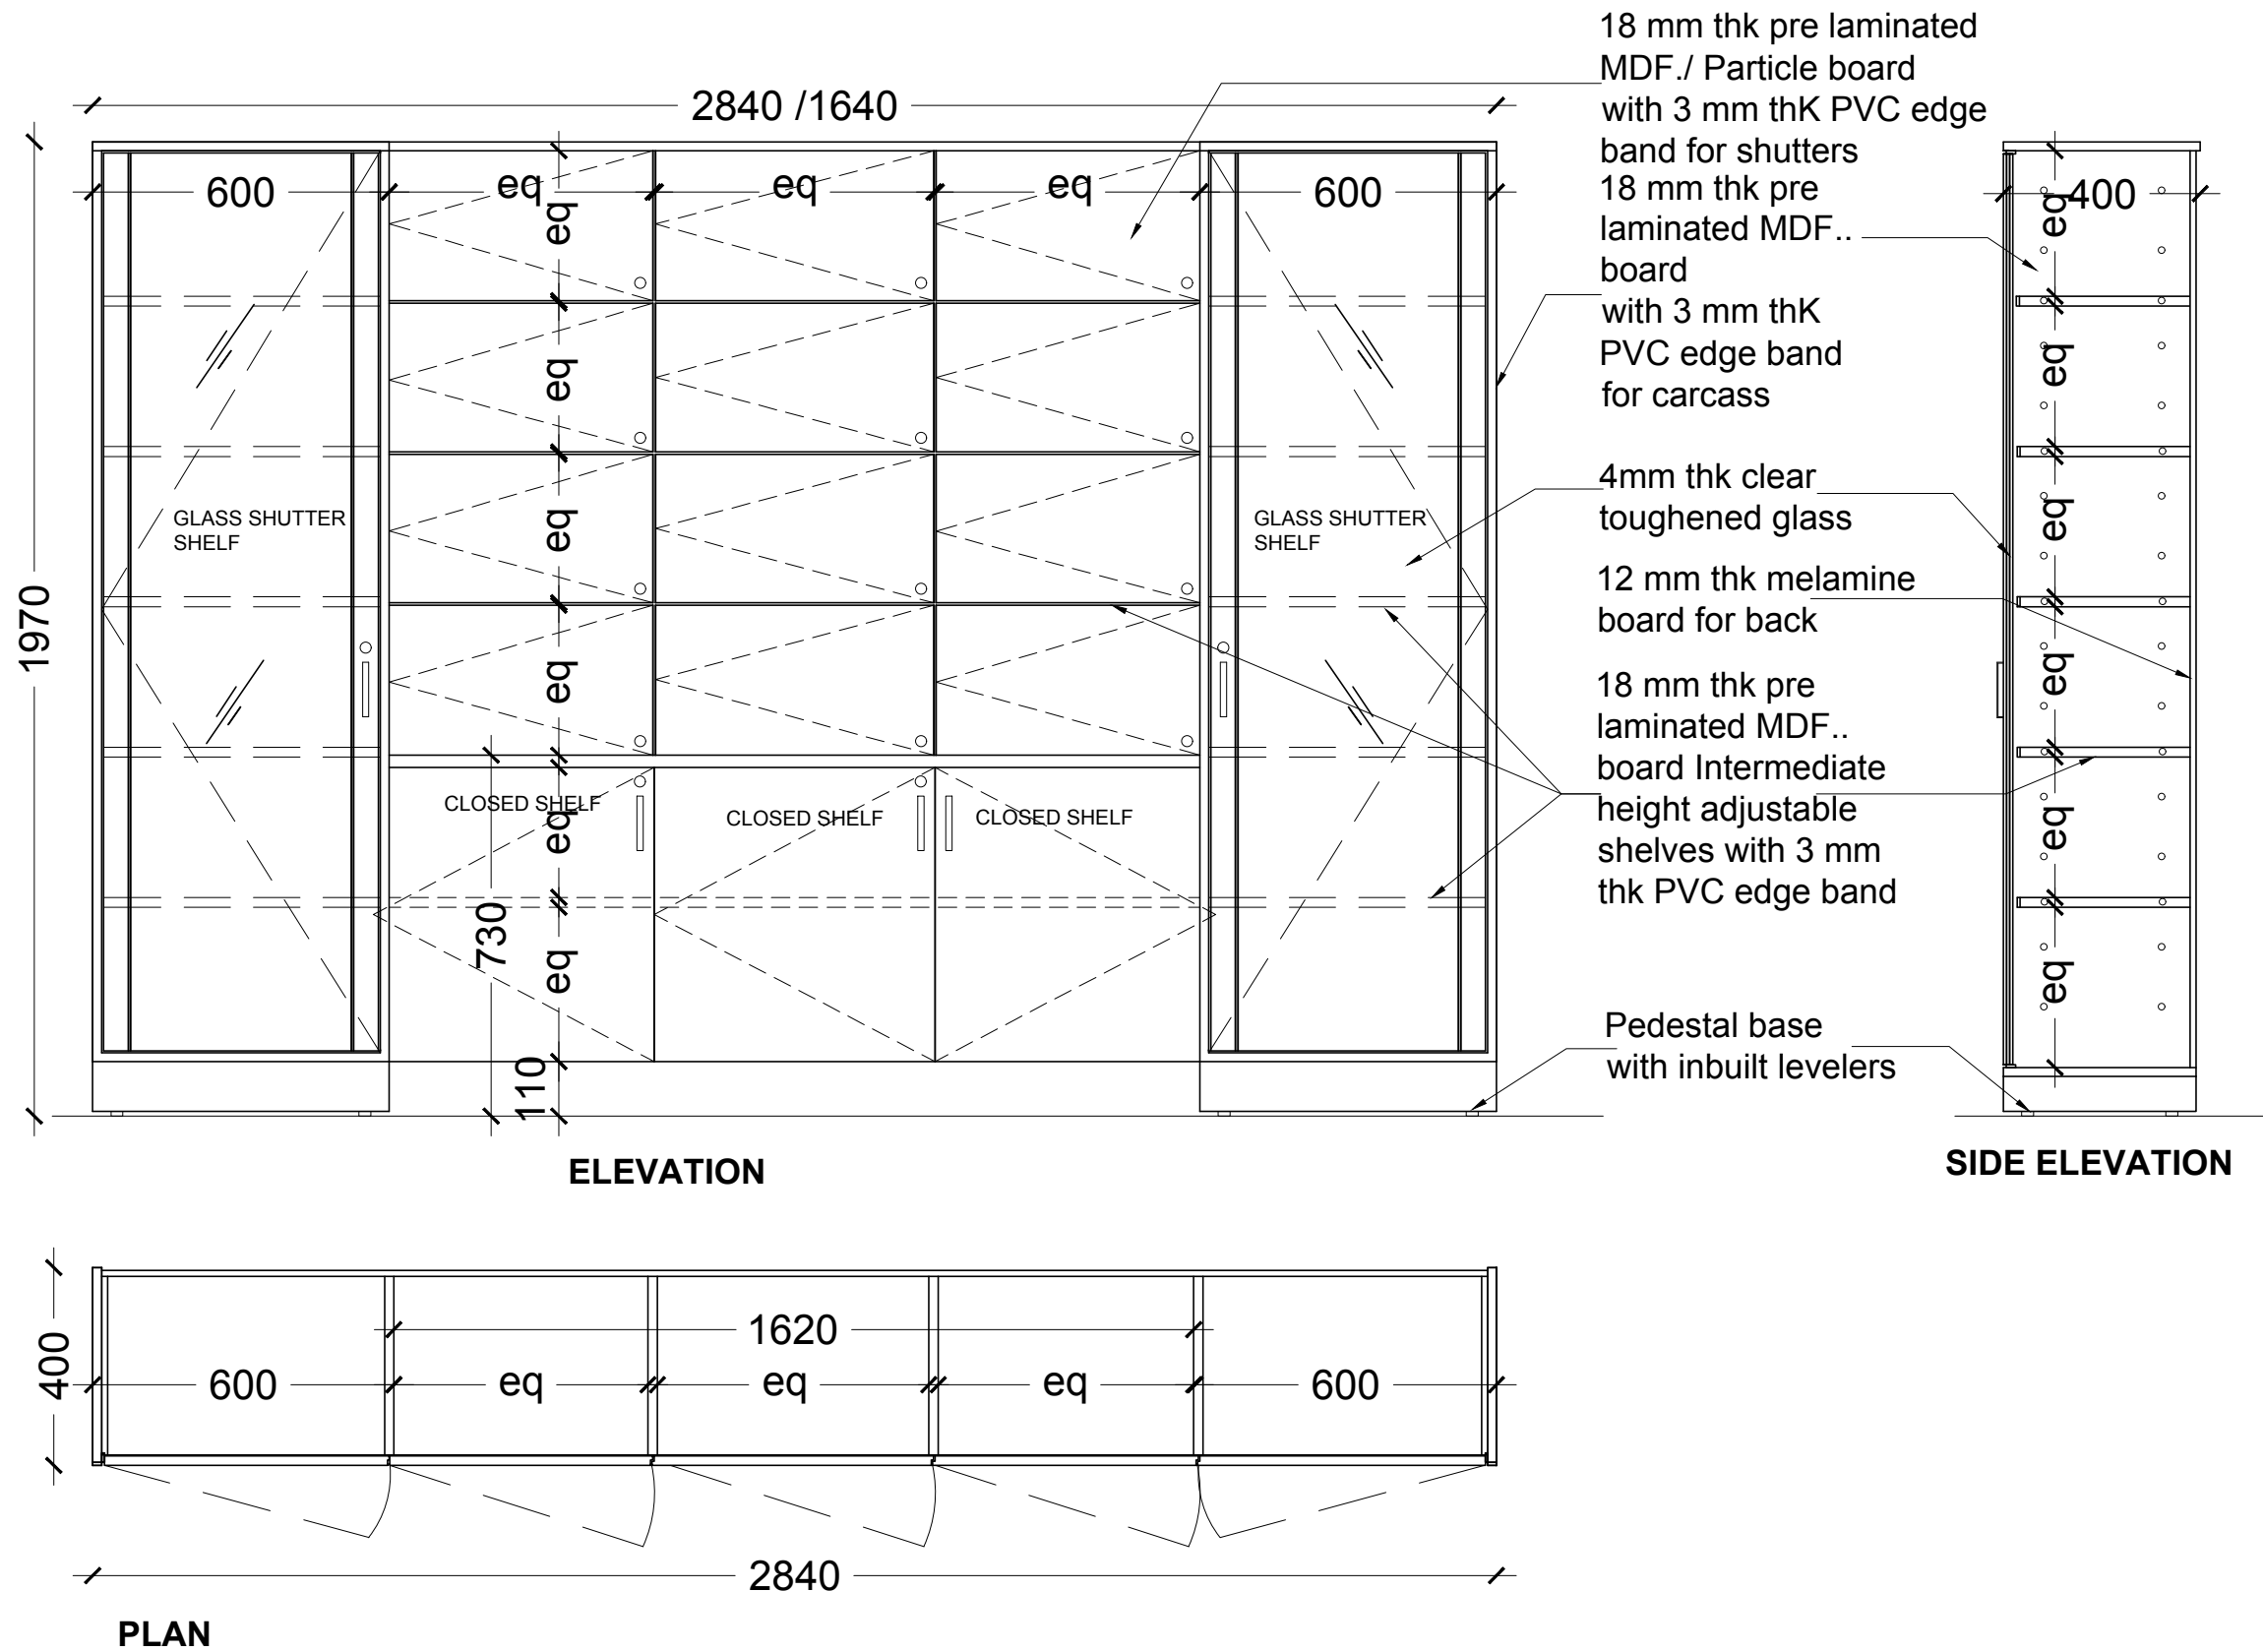 18 mm thk pre laminated
MDF./ Particle board
with 3 mm thK PVC edge
band for shutters
2840 /1640
18 mm thk pre
laminated MDF..
board
with 3 mm thK
PVC edge band
for carcass
600
eq
eq
eq
600
400
eq
eq
eq
eq
eq
eq
eq
eq
eq
eq
eq
eq
GLASS SHUTTER
SHELF
GLASS SHUTTER
SHELF
4mm thk clear
toughened glass
12 mm thk melamine
board for back
1970
18 mm thk pre
laminated MDF..
board Intermediate
height adjustable
shelves with 3 mm
thk PVC edge band
CLOSED SHELF
CLOSED SHELF
CLOSED SHELF
730
110
Pedestal base
with inbuilt levelers
ELEVATION
SIDE ELEVATION
400
1620
600
eq
eq
eq
600
2840
PLAN